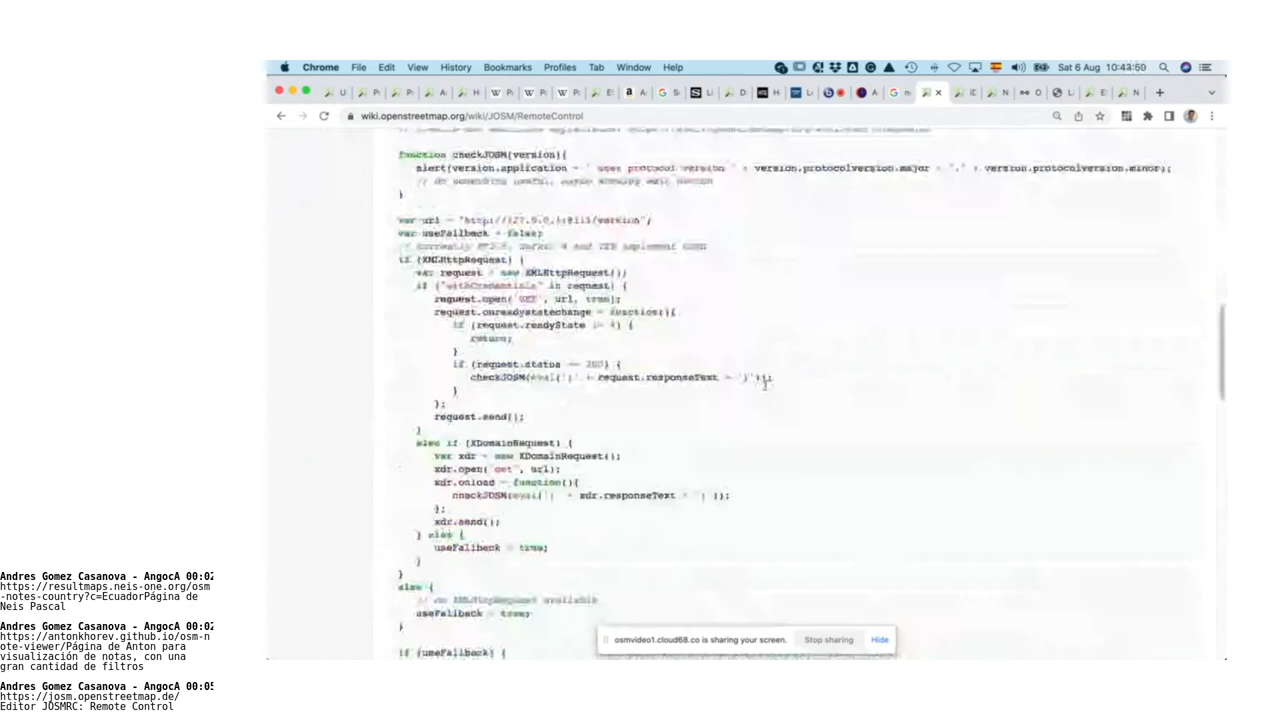 Chrome File Edit View History Bookmarks Profiles Tab Window Help Sat 6 Aug 10:43:50
wiki.openstreetmap.org/wiki/JOSM/RemoteControl
function checkJOSM(version){
alert(version.application + ' uses protocol version ' + version.protocolversion.major + '.' + version.protocolversion.minor);
}
var url = "http://127.0.0.1:8111/version";
var useFallback = false;
if (XMLHttpRequest) {
var request = new XMLHttpRequest();
if ("withCredentials" in request) {
request.open('GET', url, true);
request.onreadystatechange = function(){
if (request.readyState != 4) {
return;
}
if (request.status == 200) {
checkJOSM(eval('(' + request.responseText + ')'));
}
};
request.send();
}
else if (XDomainRequest) {
var xdr = new XDomainRequest();
xdr.open("get", url);
xdr.onload = function(){
checkJOSM(eval('(' + xdr.responseText + ')'));
};
xdr.send();
} else {
useFallback = true;
}
}
else {
// no XMLHttpRequest available
useFallback = true;
}
if (useFallback) {
osmvideo1.cloud68.co is sharing your screen. Stop sharing Hide
Andres Gomez Casanova - AngocA 00:02
https://resultmaps.neis-one.org/osm
-notes-country?c=EcuadorPágina de
Neis Pascal
Andres Gomez Casanova - AngocA 00:02
https://antonkhorev.github.io/osm-n
ote-viewer/Página de Anton para
visualización de notas, con una
gran cantidad de filtros
Andres Gomez Casanova - AngocA 00:05
https://josm.openstreetmap.de/
Editor JOSMRC: Remote Control